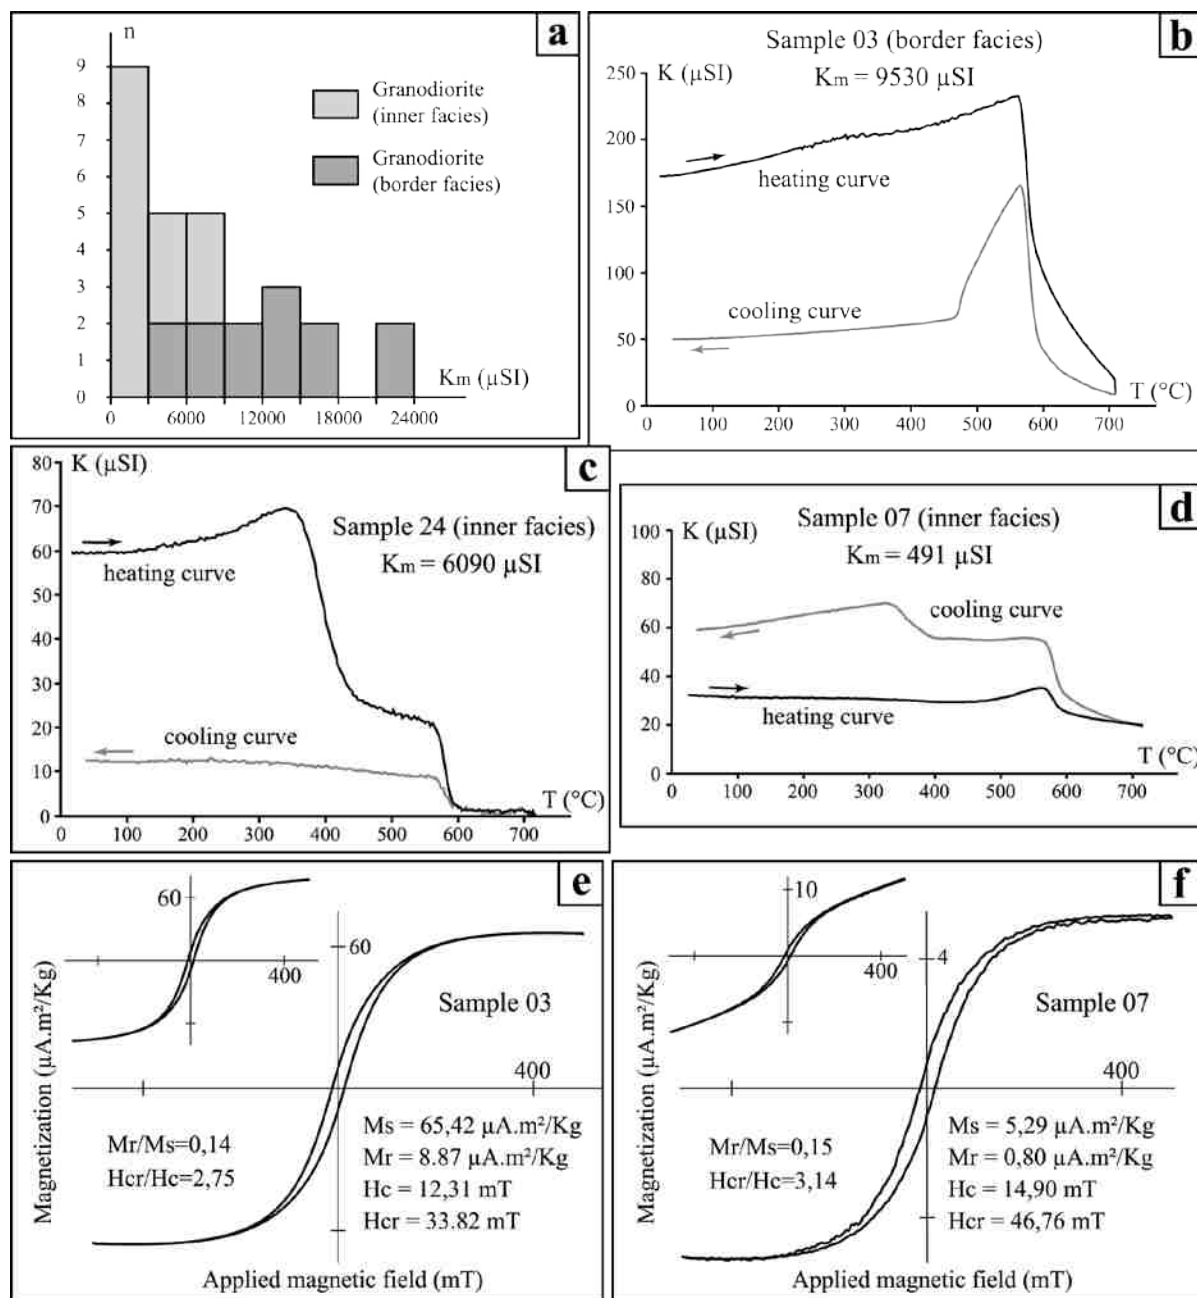 a
n
9
8
7
6
5
4
3
2
1
0
Granodiorite
(inner facies)
Granodiorite
(border facies)
Km (µSI)
0 6000 12000 18000 24000
b
Sample 03 (border facies)
K (µSI)
Km = 9530 µSI
250
200
150
100
50
0
heating curve
cooling curve
T (°C)
0 100 200 300 400 500 600 700
c
K (µSI)
80
70
60
50
40
30
20
10
0
Sample 24 (inner facies)
Km = 6090 µSI
heating curve
cooling curve
T (°C)
0 100 200 300 400 500 600 700
d
K (µSI)
Sample 07 (inner facies)
Km = 491 µSI
100
80
60
40
20
0
cooling curve
heating curve
T (°C)
0 100 200 300 400 500 600 700
e
60
400
60
Sample 03
400
Magnetization (µA.m²/Kg)
Mr/Ms=0,14
Hcr/Hc=2,75
Ms = 65,42 µA.m²/Kg
Mr = 8.87 µA.m²/Kg
Hc = 12,31 mT
Hcr = 33.82 mT
Applied magnetic field (mT)
f
10
400
4
Sample 07
400
Magnetization (µA.m²/Kg)
Mr/Ms=0,15
Hcr/Hc=3,14
Ms = 5,29 µA.m²/Kg
Mr = 0,80 µA.m²/Kg
Hc = 14,90 mT
Hcr = 46,76 mT
Applied magnetic field (mT)